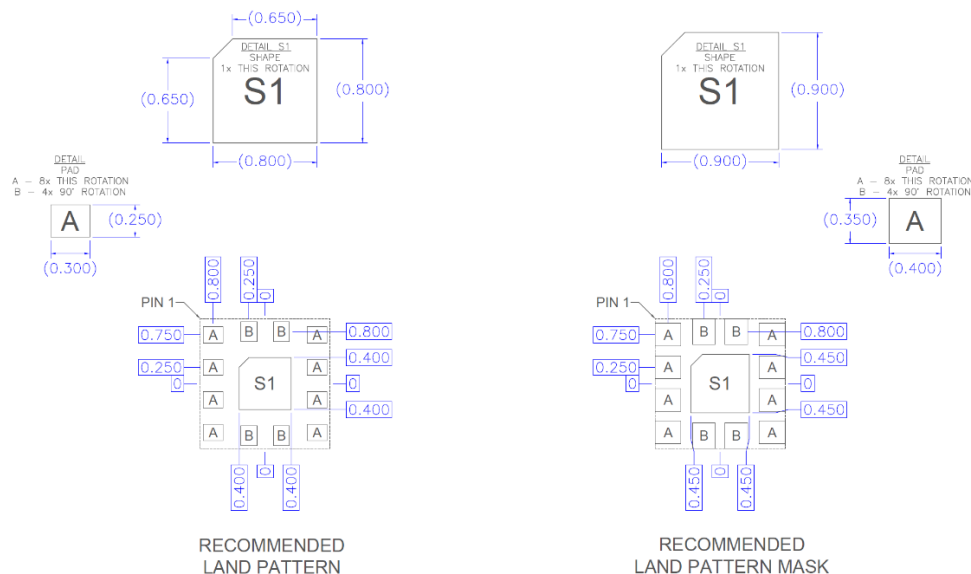 (0.650)
DETAIL S1
SHAPE
1x THIS ROTATION
S1
(0.650)
(0.800)
(0.800)
DETAIL
PAD
A – 8x THIS ROTATION
B – 4x 90° ROTATION
A
(0.250)
(0.300)
0.800
0.250
0
PIN 1
0.750
0.250
0
A
B
B
A
0.800
A
A
0.400
S1
0
A
A
0.400
A
B
B
A
0.400
0
0.400
RECOMMENDED
LAND PATTERN
DETAIL S1
SHAPE
1x THIS ROTATION
S1
(0.900)
(0.900)
DETAIL
PAD
A – 8x THIS ROTATION
B – 4x 90° ROTATION
A
(0.350)
(0.400)
0.800
0.250
0
PIN 1
0.750
0.250
0
A
B
B
A
0.800
A
A
0.450
S1
0
A
A
0.450
A
B
B
A
0.450
0
0.450
RECOMMENDED
LAND PATTERN MASK